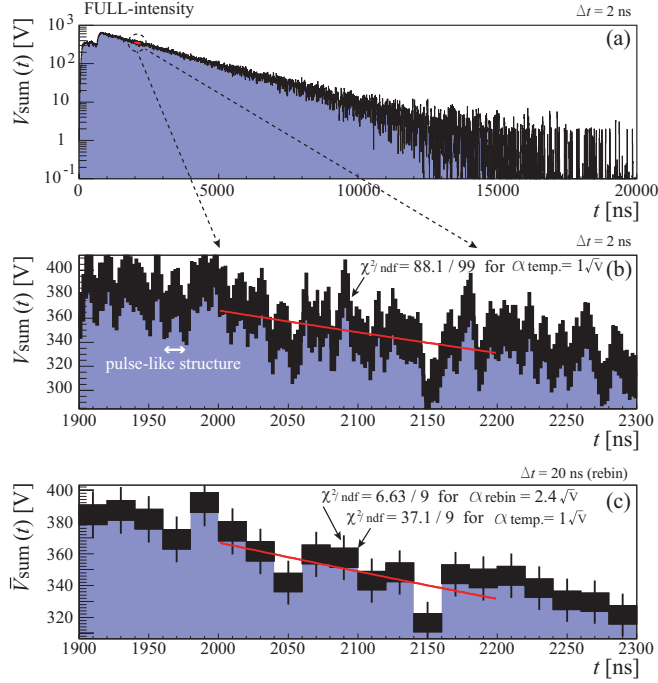 FULL-intensity
Δt = 2 ns
(a)
Vsum (t) [V]
10³
10²
10
1
10⁻¹
0 5000 10000 15000 20000
t [ns]
Δt = 2 ns
(b)
χ²/ ndf = 88.1 / 99 for α temp. = 1√v
Vsum (t) [V]
400
380
360
340
320
300
pulse-like structure
1900 1950 2000 2050 2100 2150 2200 2250 2300
t [ns]
Δt = 20 ns (rebin)
(c)
χ²/ ndf = 6.63 / 9 for α rebin = 2.4 √v
χ²/ ndf = 37.1 / 9 for α temp. = 1√v
V̅sum (t) [V]
400
380
360
340
320
1900 1950 2000 2050 2100 2150 2200 2250 2300
t [ns]